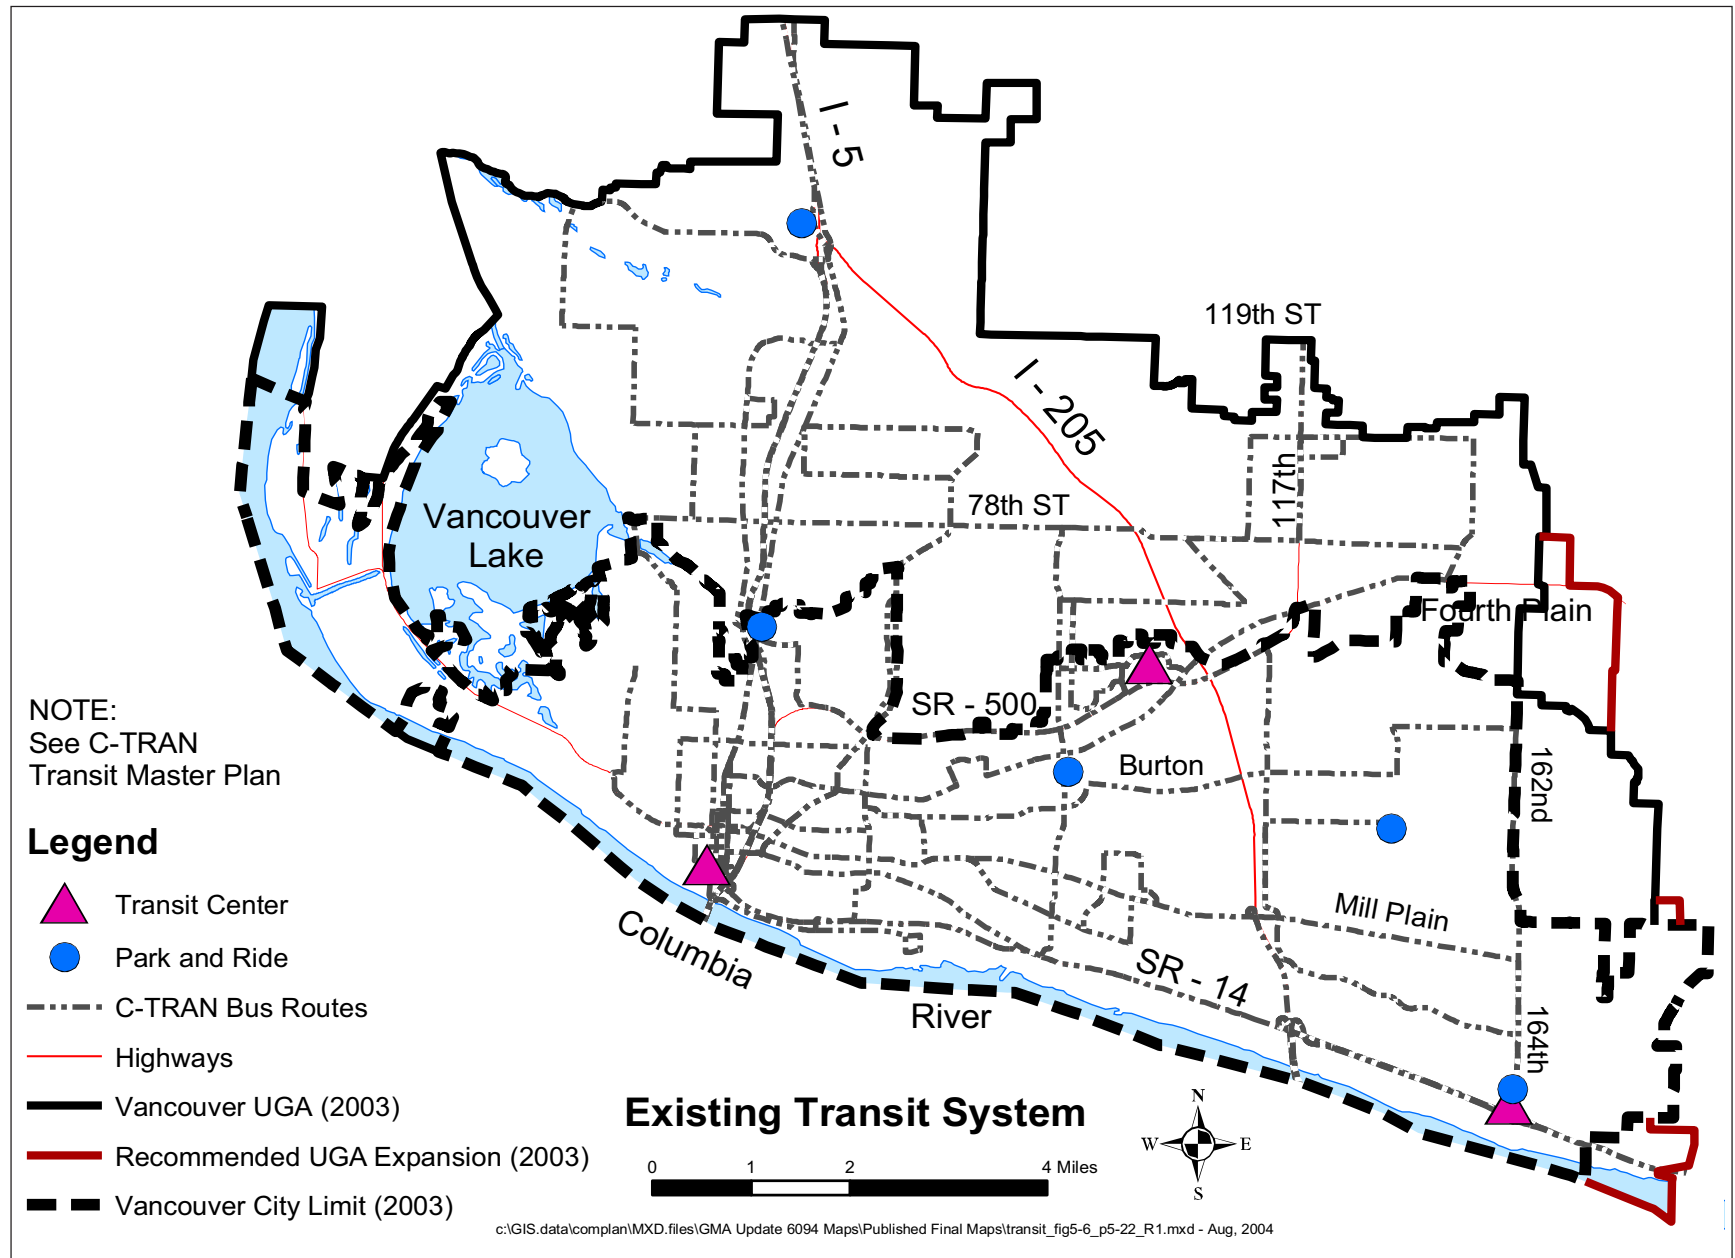 I - 5
119th ST
I - 205
117th
78th ST
Vancouver
Lake
Fourth Plain
SR - 500
NOTE:
See C-TRAN
Transit Master Plan
Burton
162nd
Legend
Transit Center
Park and Ride
C-TRAN Bus Routes
Highways
Vancouver UGA (2003)
Recommended UGA Expansion (2003)
Vancouver City Limit (2003)
Mill Plain
Columbia
River
SR - 14
164th
Existing Transit System
N
W E
S
0 1 2 4 Miles
c:\GIS.data\complan\MXD.files\GMA Update 6094 Maps\Published Final Maps\transit_fig5-6_p5-22_R1.mxd - Aug, 2004